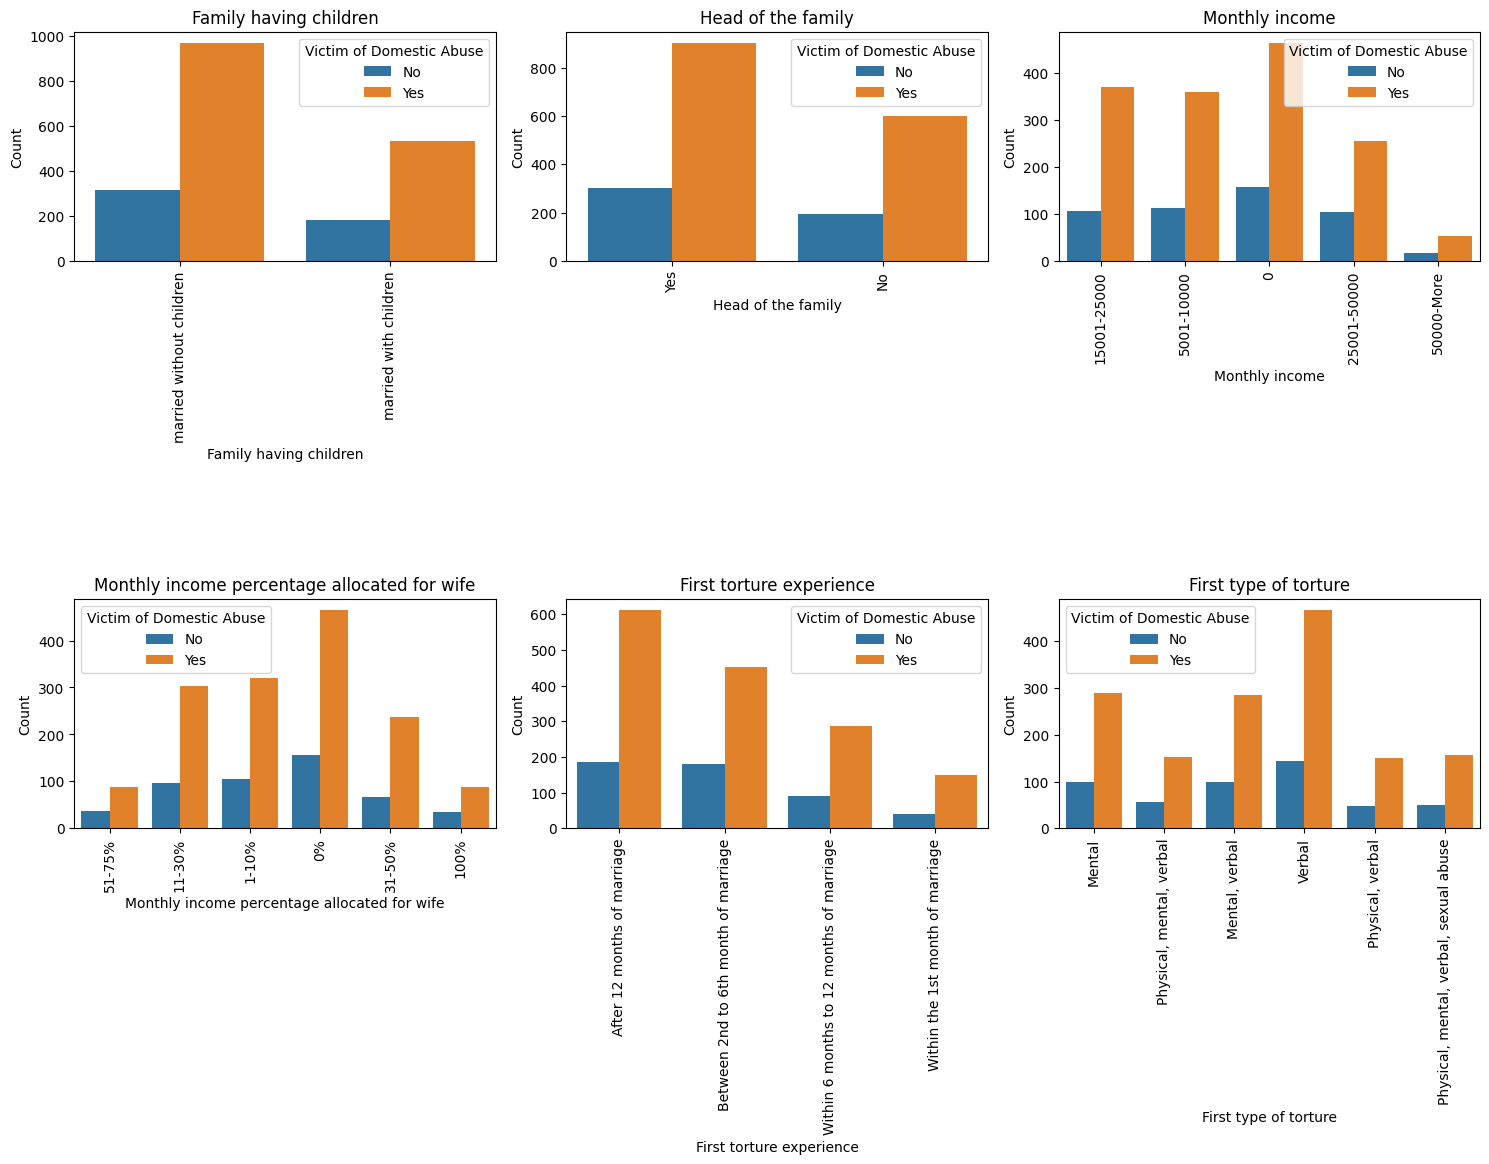 Family having children
Count
1000
800
600
400
200
0
Victim of Domestic Abuse
No
Yes
married without children
married with children
Family having children
Head of the family
Count
800
600
400
200
0
Victim of Domestic Abuse
No
Yes
Yes
No
Head of the family
Monthly income
Count
400
300
200
100
0
Victim of Domestic Abuse
No
Yes
15001-25000
5001-10000
0
25001-50000
50000-More
Monthly income
Monthly income percentage allocated for wife
Count
400
300
200
100
0
Victim of Domestic Abuse
No
Yes
51-75%
11-30%
1-10%
0%
31-50%
100%
Monthly income percentage allocated for wife
First torture experience
Count
600
500
400
300
200
100
0
Victim of Domestic Abuse
No
Yes
After 12 months of marriage
Between 2nd to 6th month of marriage
Within 6 months to 12 months of marriage
Within the 1st month of marriage
First torture experience
First type of torture
Count
400
300
200
100
0
Victim of Domestic Abuse
No
Yes
Mental
Physical, mental, verbal
Mental, verbal
Verbal
Physical, verbal
Physical, mental, verbal, sexual abuse
First type of torture